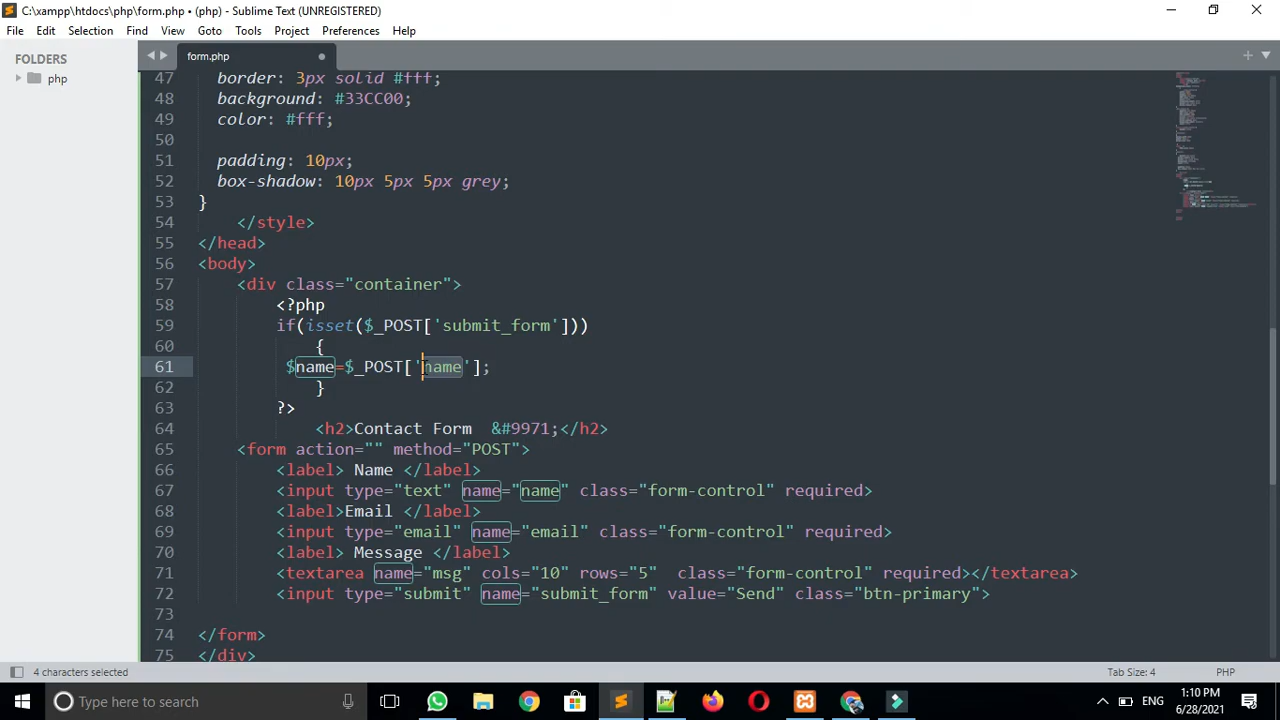 C:\xampp\htdocs\php\form.php • (php) - Sublime Text (UNREGISTERED)
File Edit Selection Find View Goto Tools Project Preferences Help
FOLDERS
php
form.php
47 border: 3px solid #fff;
48 background: #33CC00;
49 color: #fff;
50
51 padding: 10px;
52 box-shadow: 10px 5px 5px grey;
53 }
54 </style>
55 </head>
56 <body>
57 <div class="container">
58 <?php
59 if(isset($_POST['submit_form']))
60 {
61 $name=$_POST['name'];
62 }
63 ?>
64 <h2>Contact Form  &#9971;</h2>
65 <form action="" method="POST">
66 <label> Name </label>
67 <input type="text" name="name" class="form-control" required>
68 <label>Email </label>
69 <input type="email" name="email" class="form-control" required>
70 <label> Message </label>
71 <textarea name="msg" cols="10" rows="5"  class="form-control" required></textarea>
72 <input type="submit" name="submit_form" value="Send" class="btn-primary">
73
74 </form>
75 </div>
4 characters selected
Tab Size: 4
PHP
Type here to search
ENG
1:10 PM
6/28/2021